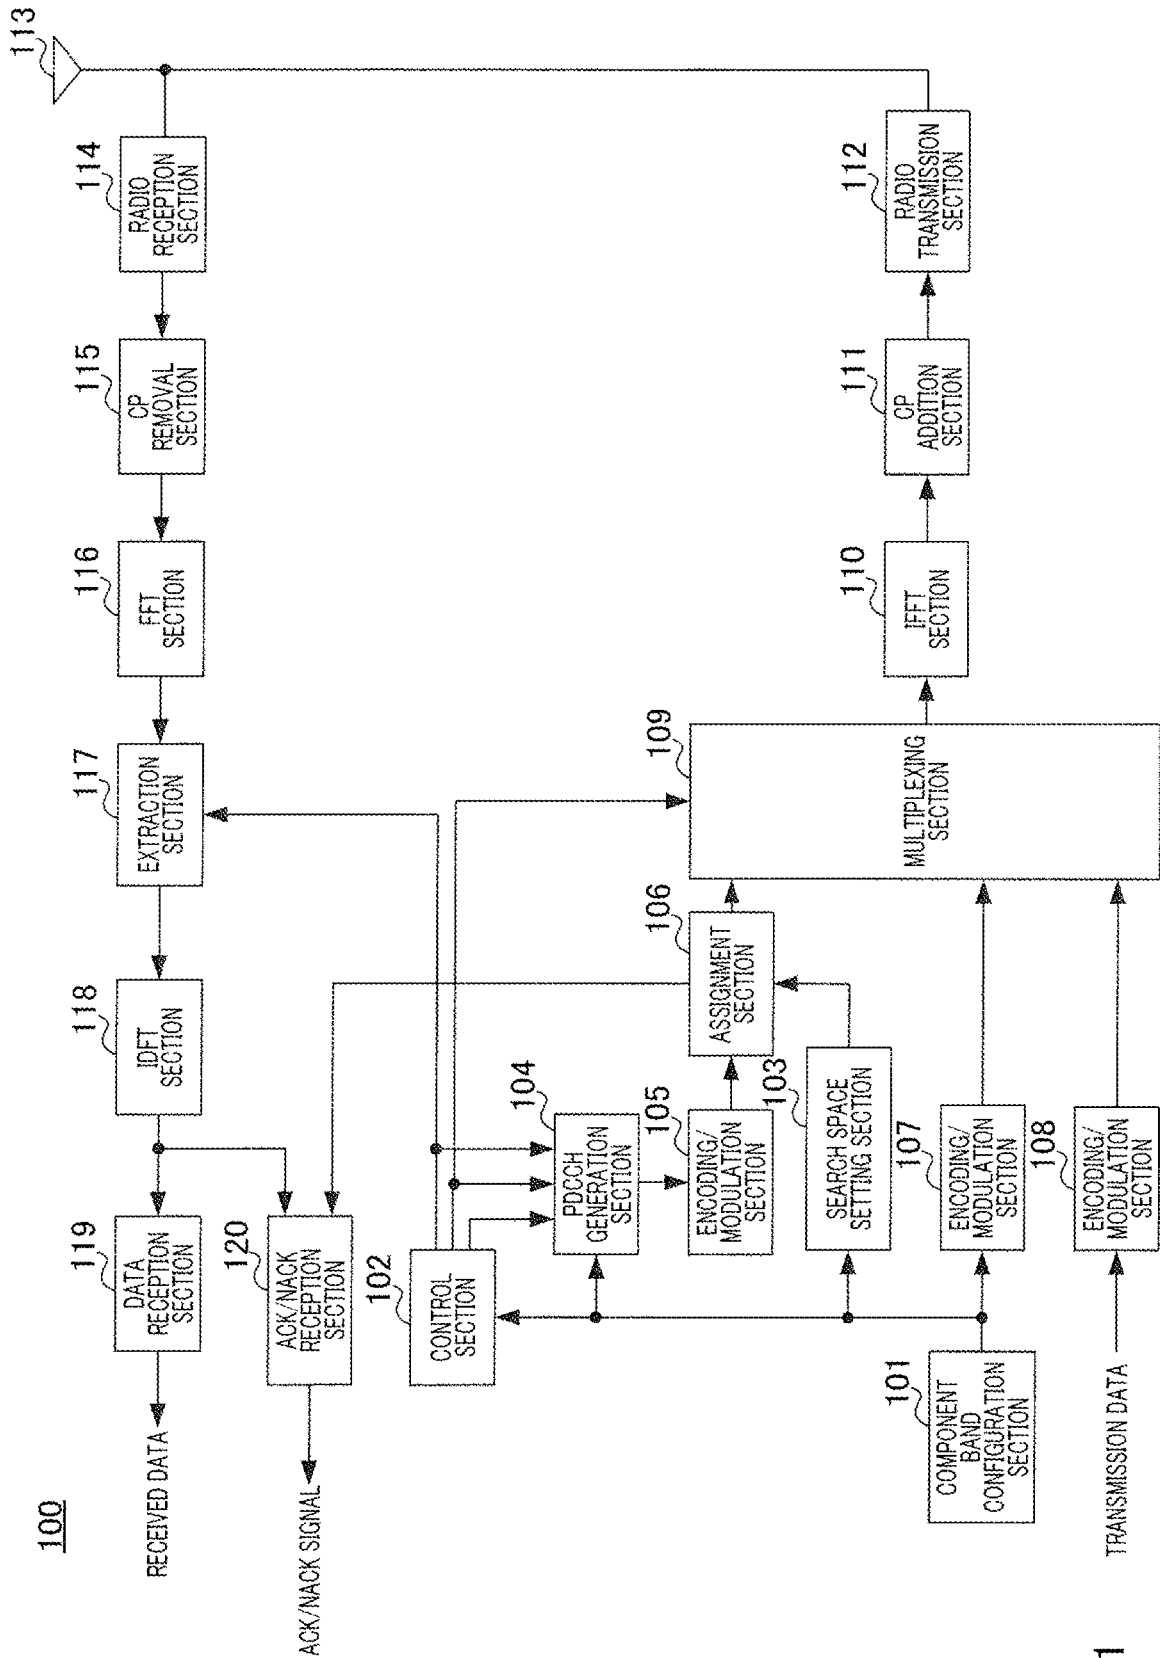 100
113
114
RADIO
RECEPTION
SECTION
115
CP
REMOVAL
SECTION
116
FFT
SECTION
117
EXTRACTION
SECTION
118
IDFT
SECTION
119
DATA
RECEPTION
SECTION
RECEIVED DATA
120
ACK/NACK
RECEPTION
SECTION
ACK/NACK SIGNAL
102
CONTROL
SECTION
104
PDCCH
GENERATION
SECTION
105
ENCODING/
MODULATION
SECTION
106
ASSIGNMENT
SECTION
103
SEARCH SPACE
SETTING SECTION
107
ENCODING/
MODULATION
SECTION
108
ENCODING/
MODULATION
SECTION
101
COMPONENT
BAND
CONFIGURATION
SECTION
TRANSMISSION DATA
109
MULTIPLEXING
SECTION
110
IFFT
SECTION
111
CP
ADDITION
SECTION
112
RADIO
TRANSMISSION
SECTION
1